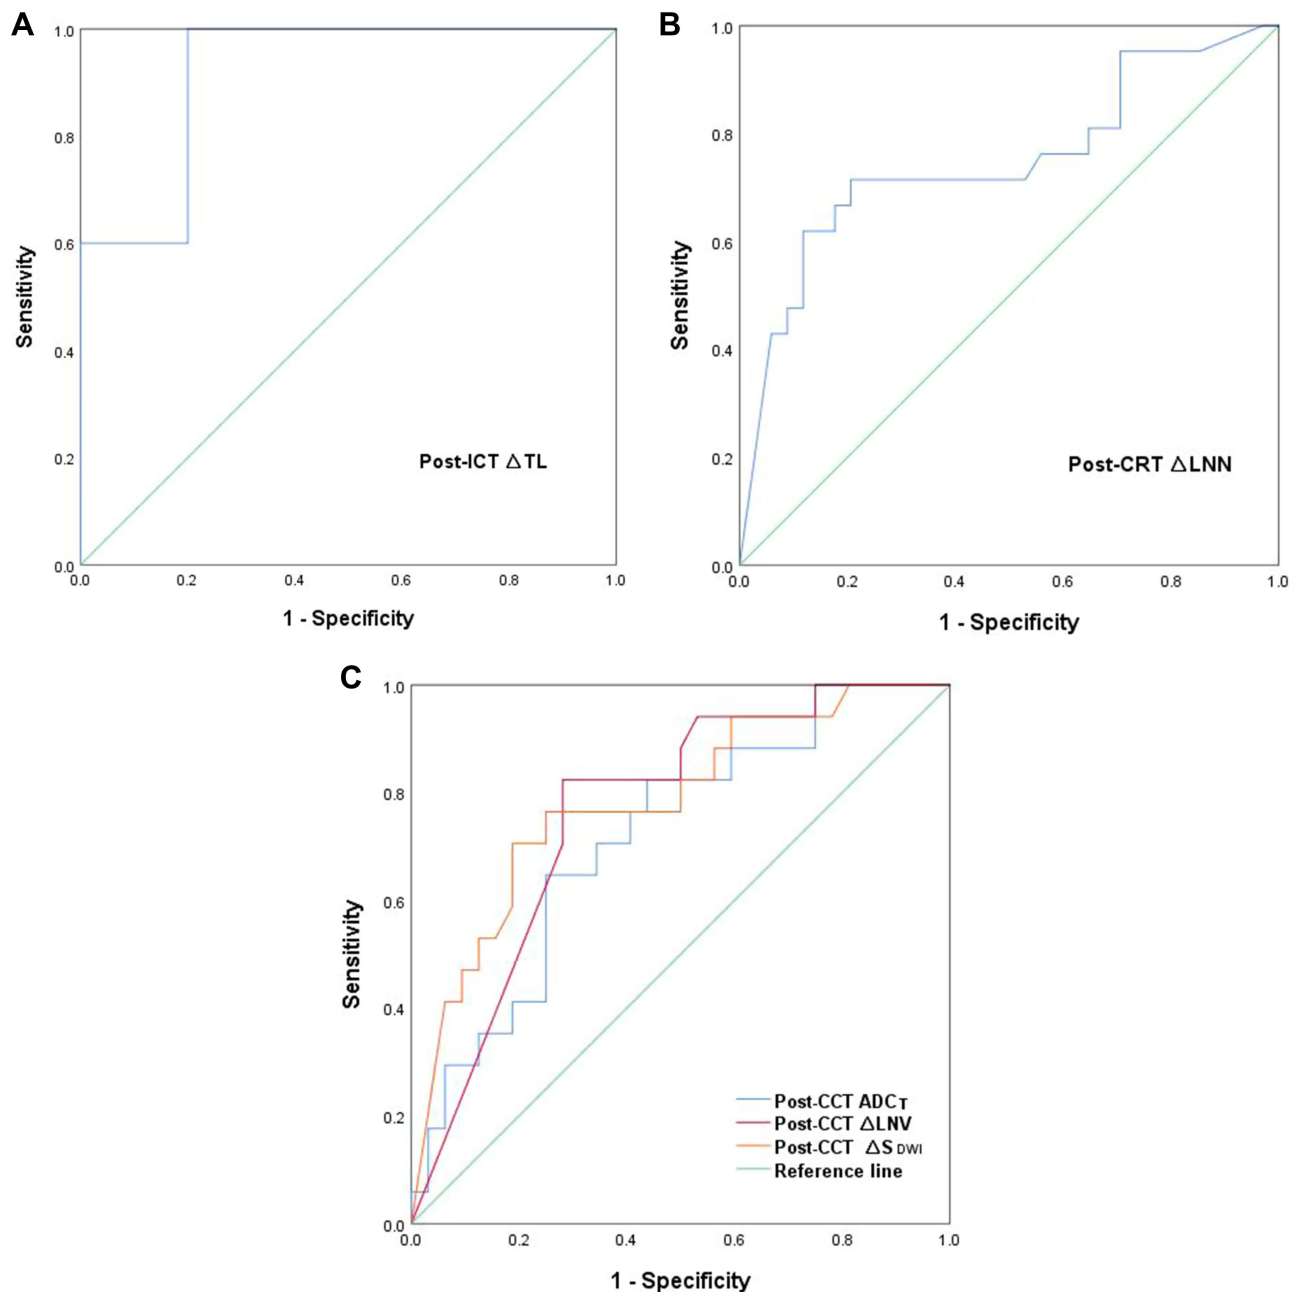 A
1.0
0.8
0.6
0.4
0.2
0.0
0.0 0.2 0.4 0.6 0.8 1.0
Sensitivity
1 - Specificity
Post-ICT △TL
B
1.0
0.8
0.6
0.4
0.2
0.0
0.0 0.2 0.4 0.6 0.8 1.0
Sensitivity
1 - Specificity
Post-CRT △LNN
C
1.0
0.8
0.6
0.4
0.2
0.0
0.0 0.2 0.4 0.6 0.8 1.0
Sensitivity
1 - Specificity
Post-CCT ADCT
Post-CCT △LNV
Post-CCT △S DWI
Reference line